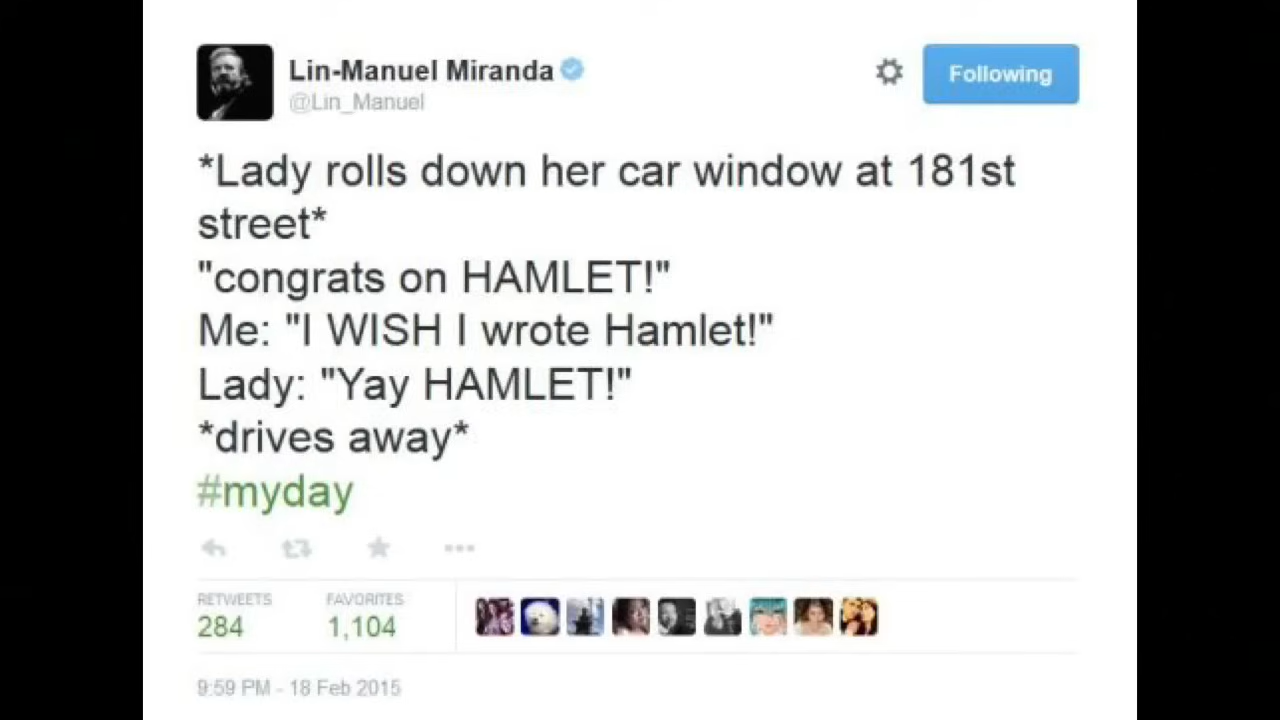 Lin-Manuel Miranda
@Lin_Manuel
Following
*Lady rolls down her car window at 181st
street*
"congrats on HAMLET!"
Me: "I WISH I wrote Hamlet!"
Lady: "Yay HAMLET!"
*drives away*
#myday
RETWEETS FAVORITES
284 1,104
9:59 PM - 18 Feb 2015